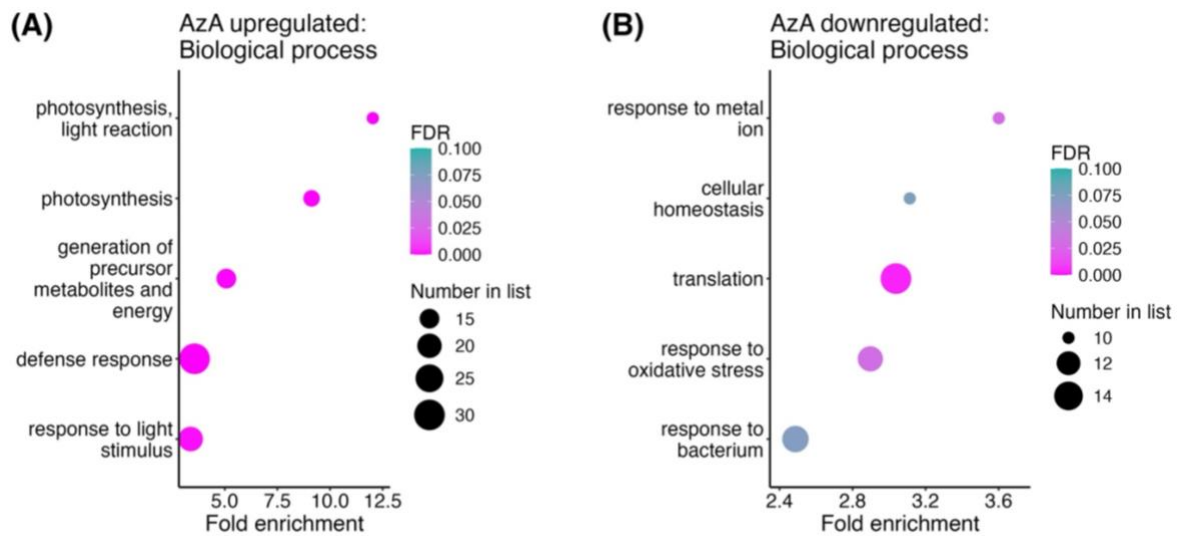 (A)
AzA upregulated:
Biological process
photosynthesis,
light reaction
photosynthesis
generation of
precursor
metabolites and
energy
defense response
response to light
stimulus
5.0 7.5 10.0 12.5
Fold enrichment
FDR
0.100
0.075
0.050
0.025
0.000
Number in list
15
20
25
30
(B)
AzA downregulated:
Biological process
response to metal
ion
cellular
homeostasis
translation
response to
oxidative stress
response to
bacterium
2.4 2.8 3.2 3.6
Fold enrichment
FDR
0.100
0.075
0.050
0.025
0.000
Number in list
10
12
14